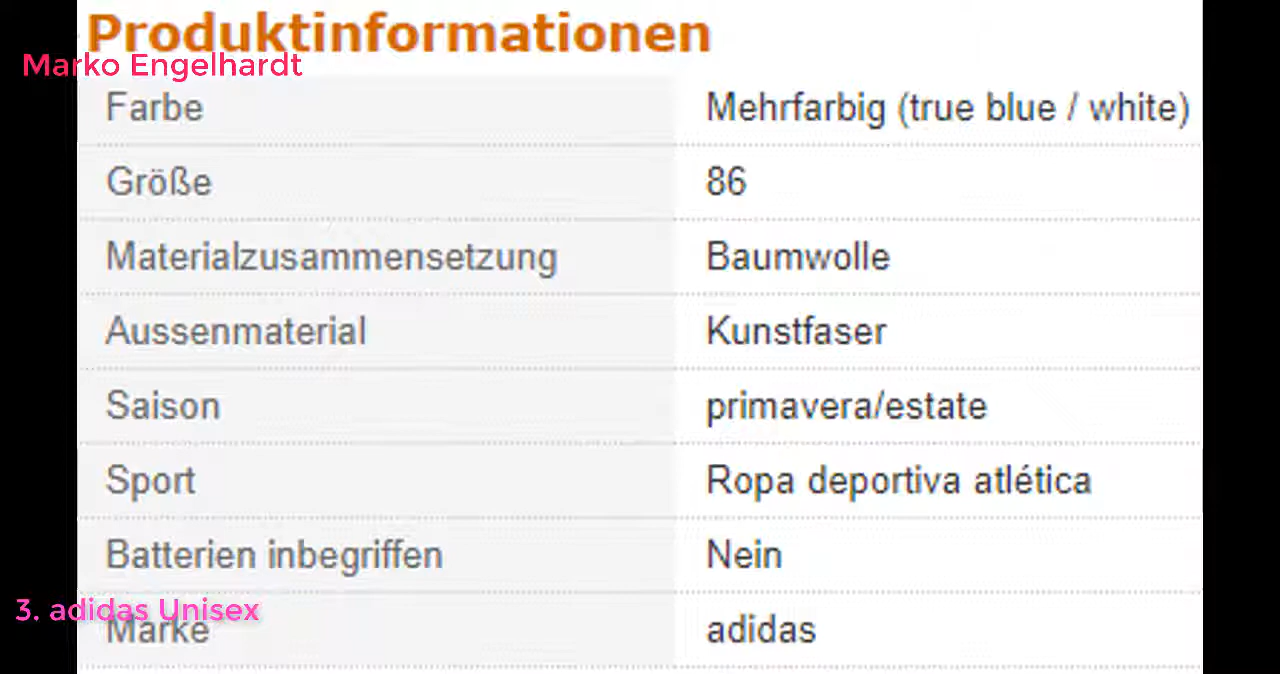 Produktinformationen
Marko Engelhardt
Farbe Mehrfarbig (true blue / white)
Größe 86
Materialzusammensetzung Baumwolle
Aussenmaterial Kunstfaser
Saison primavera/estate
Sport Ropa deportiva atlética
Batterien inbegriffen Nein
3. adidas Unisex
Marke adidas